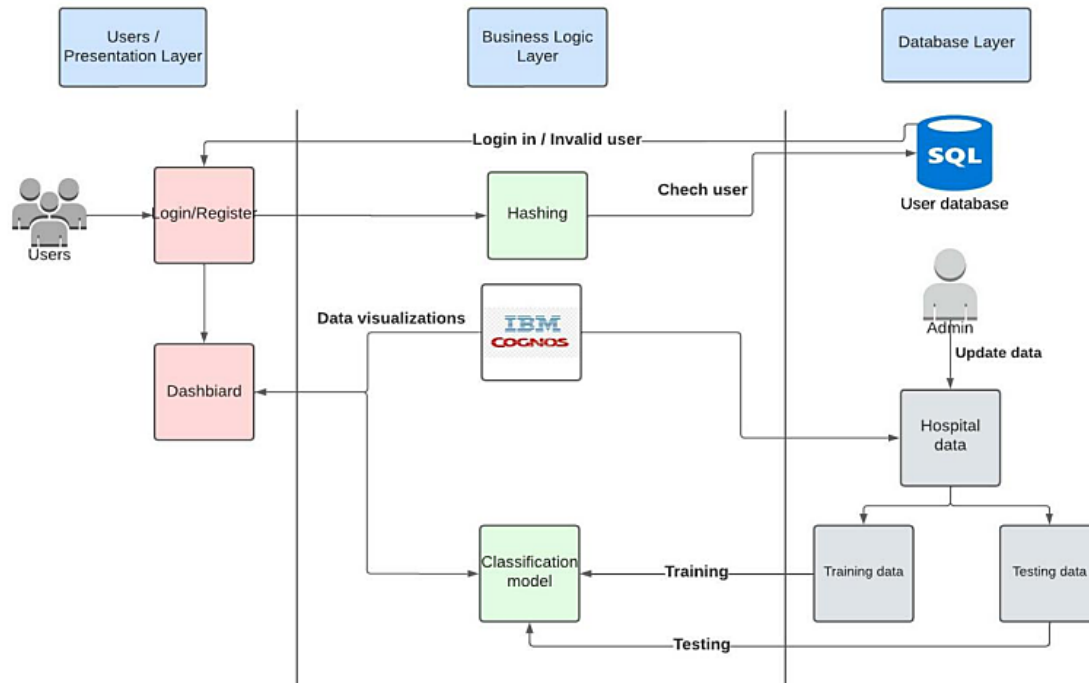 Users /
Presentation Layer
Business Logic
Layer
Database Layer
Login in / Invalid user
SQL
Chech user
User database
Login/Register
Hashing
Users
Data visualizations
IBM
COGNOS
Admin
Update data
Dashbiard
Hospital
data
Classification
model
Training
Training data
Testing data
Testing